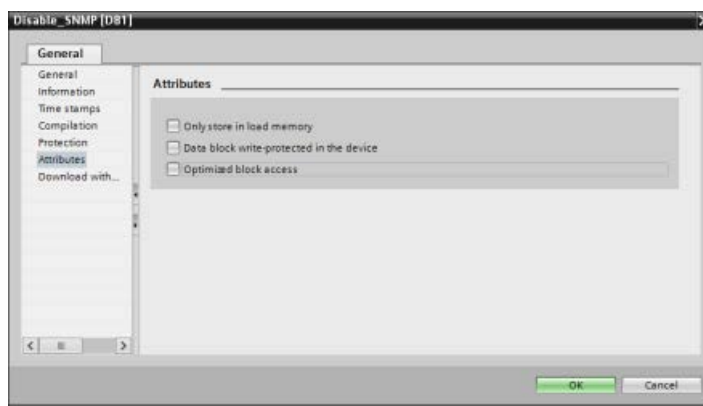 Disable_SNMP [DB1]
General
General
Information
Time stamps
Compilation
Protection
Attributes
Download with...
Attributes
Only store in load memory
Data block write-protected in the device
Optimized block access
OK
Cancel